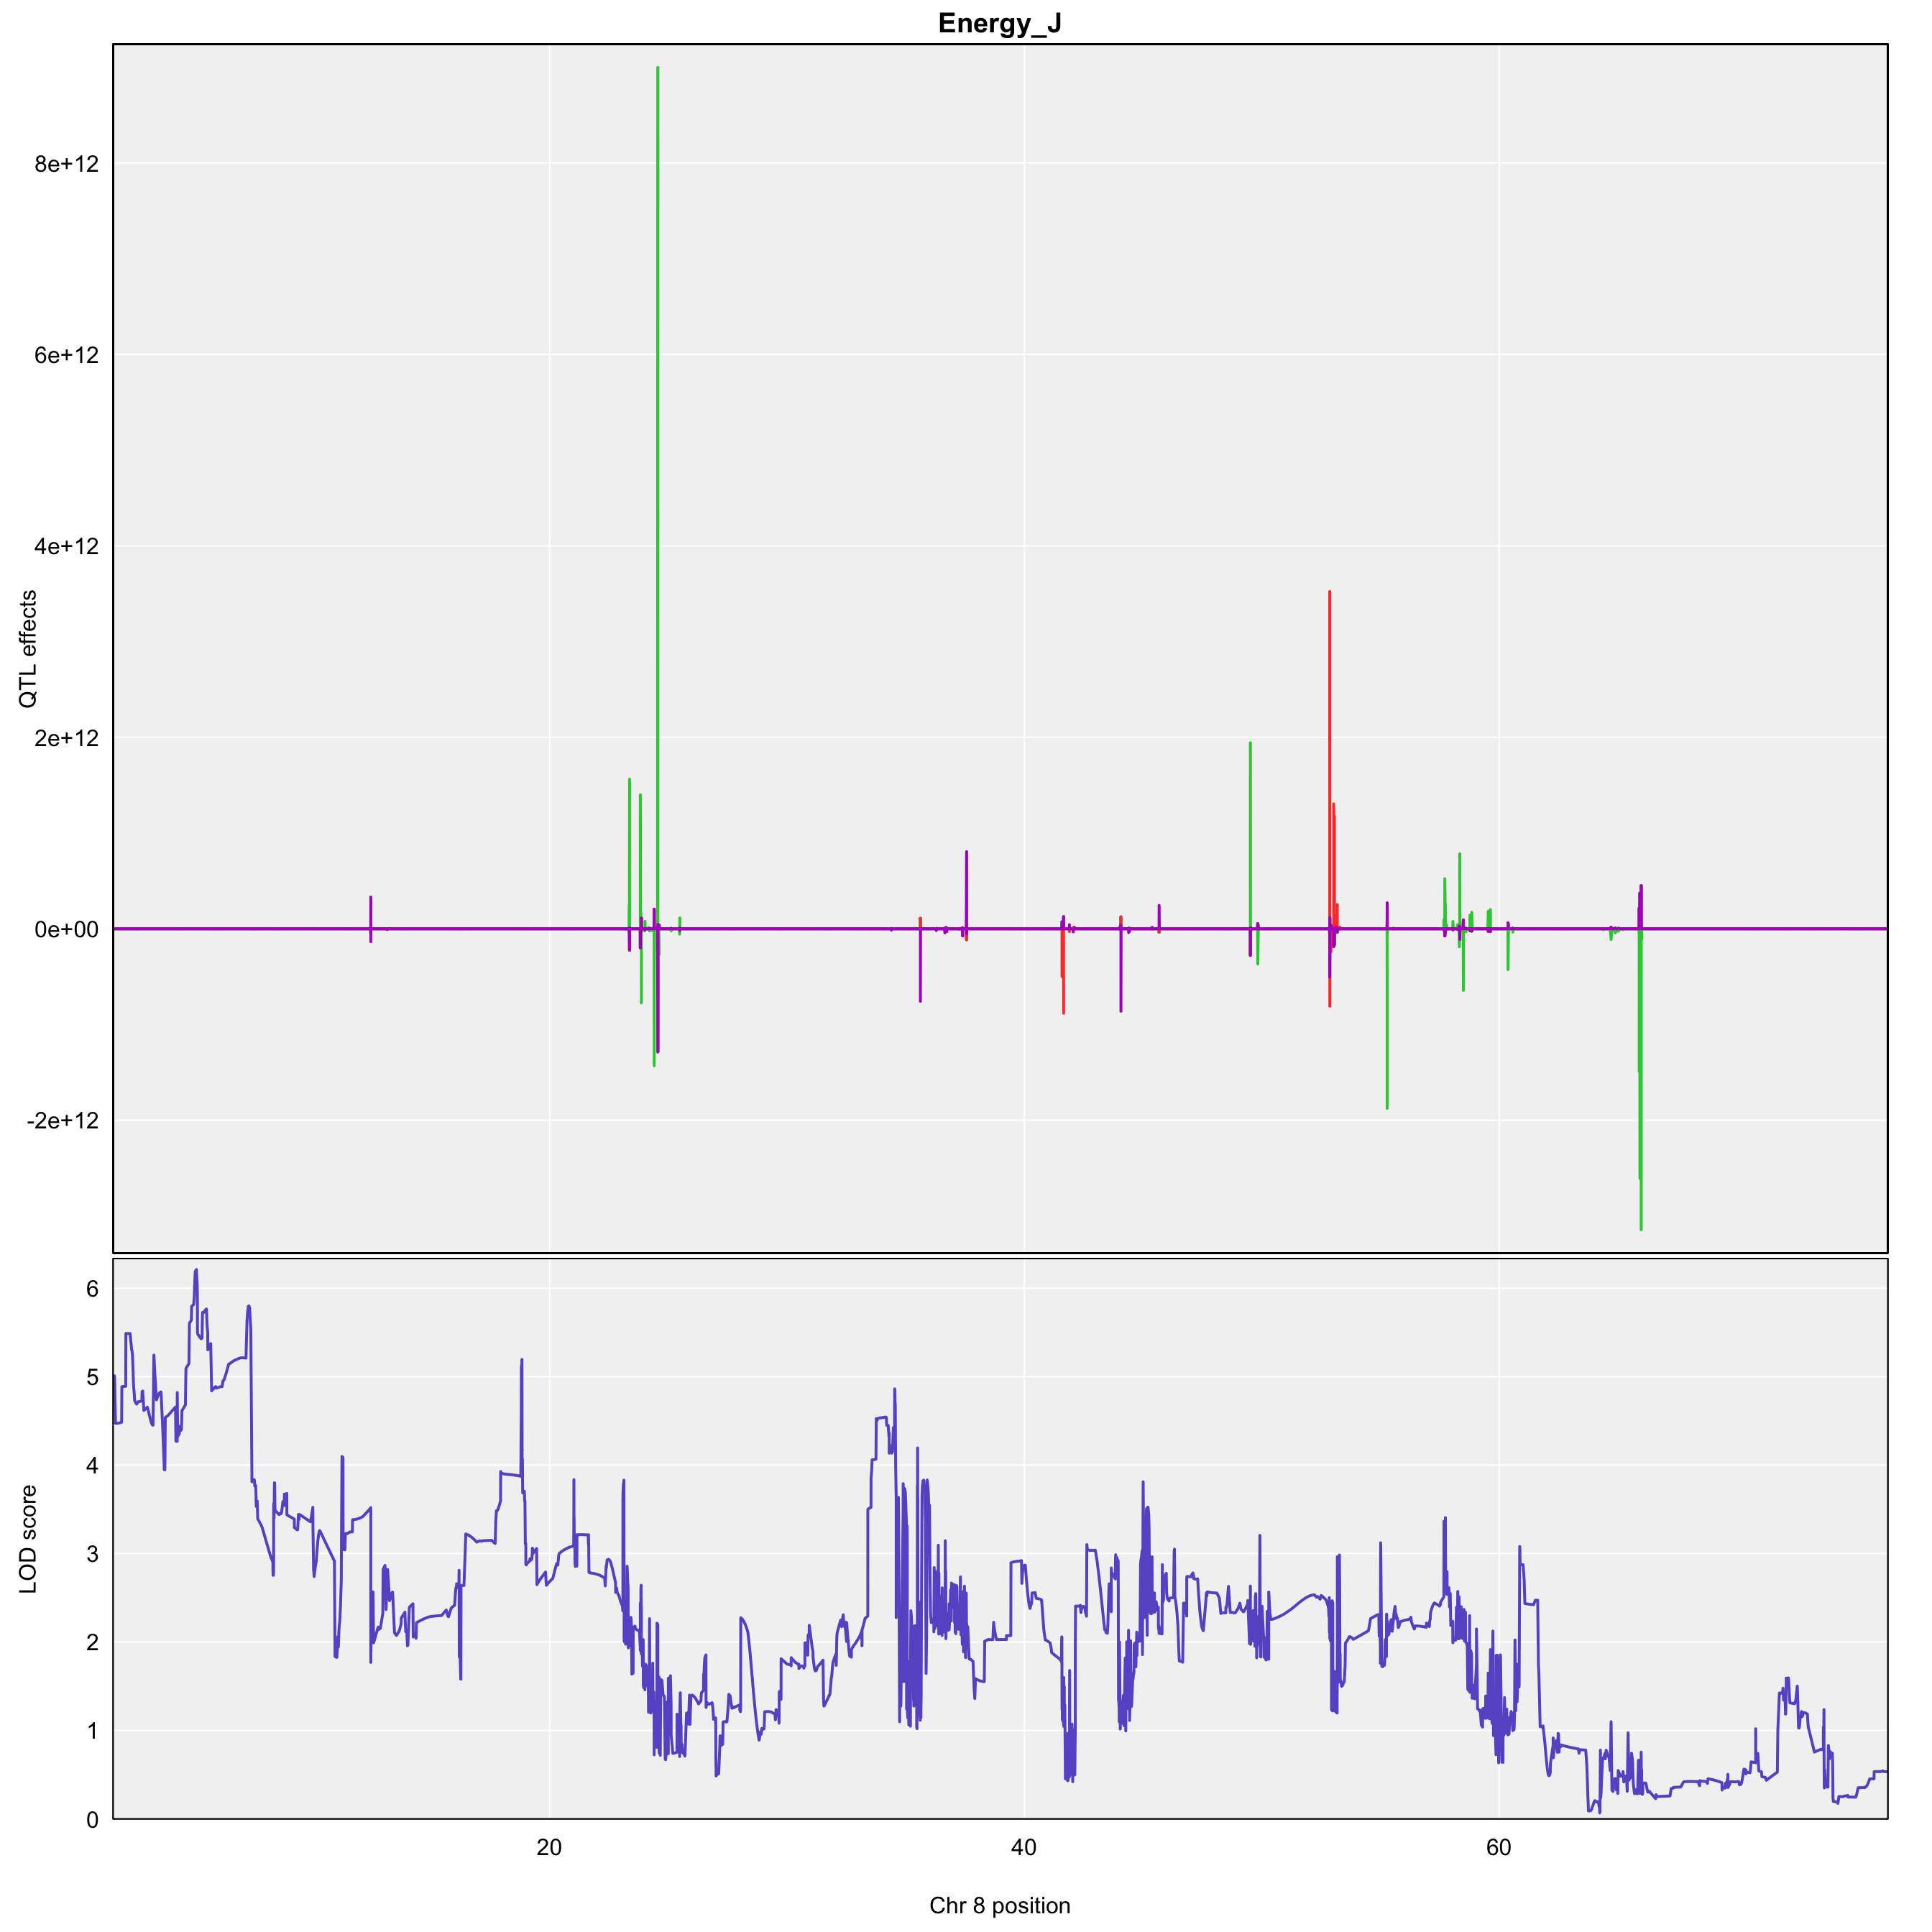 Energy_J
8e+12
6e+12
4e+12
2e+12
0e+00
-2e+12
QTL effects
6
5
4
3
2
1
0
LOD score
20 40 60
Chr 8 position